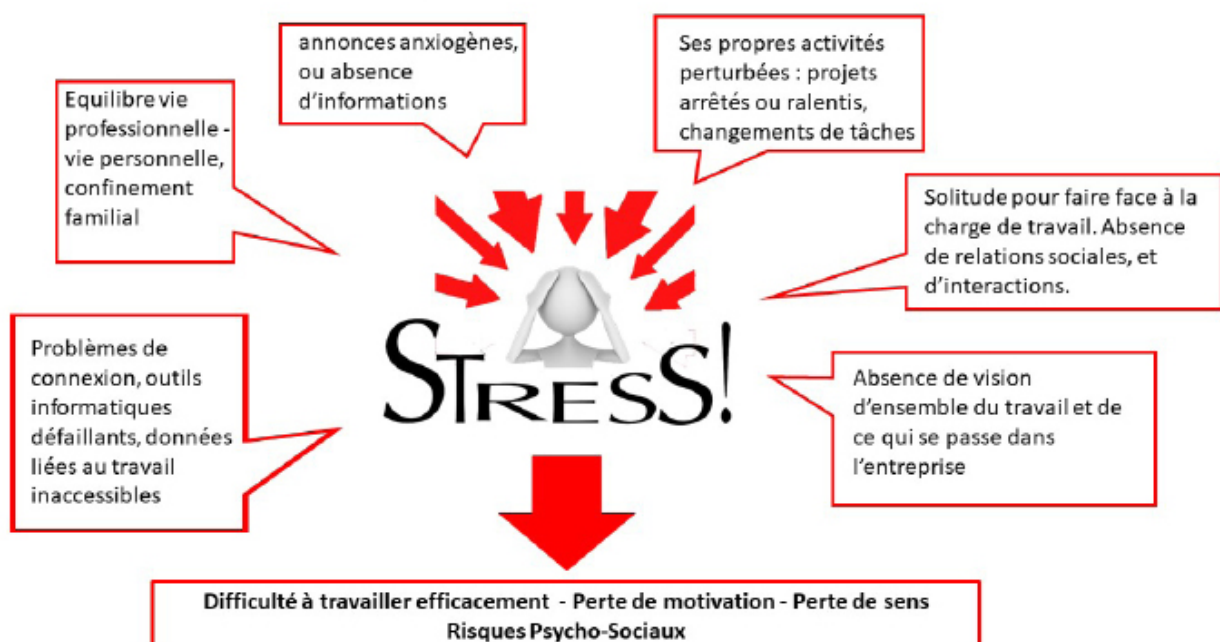 annonces anxiogènes,
ou absence
d'informations
Ses propres activités
perturbées : projets
arrêtés ou ralentis,
changements de tâches
Equilibre vie
professionnelle -
vie personnelle,
confinement
familial
Solitude pour faire face à la
charge de travail. Absence
de relations sociales, et
d'interactions.
Problèmes de
connexion, outils
informatiques
défaillants, données
liées au travail
inaccessibles
STRESS!
Absence de vision
d'ensemble du travail et de
ce qui se passe dans
l'entreprise
Difficulté à travailler efficacement - Perte de motivation - Perte de sens
Risques Psycho-Sociaux